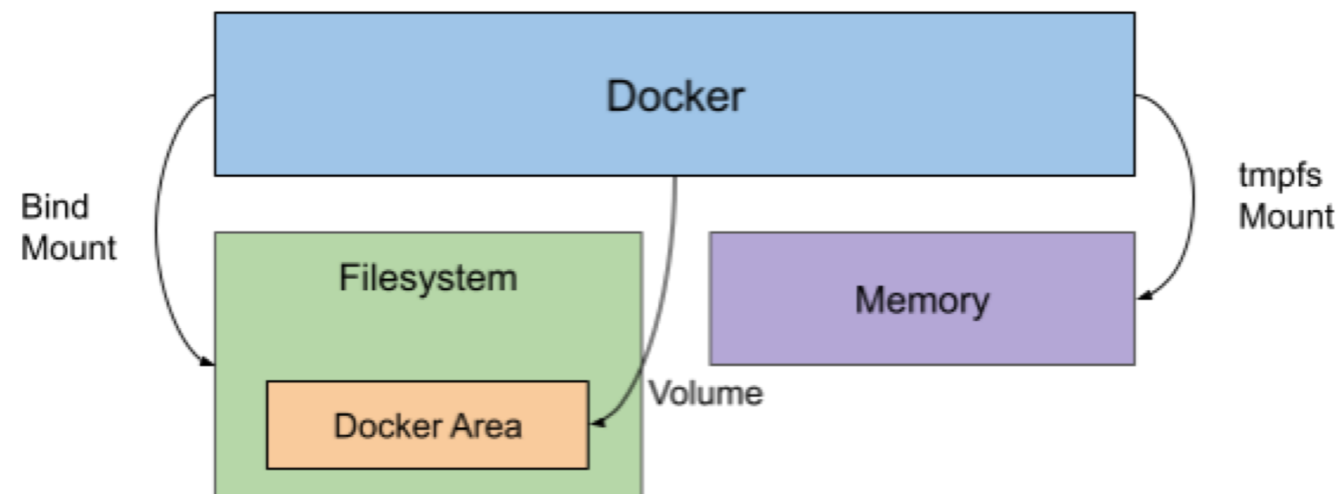 Docker
Bind
Mount
tmpfs
Mount
Filesystem
Memory
Volume
Docker Area